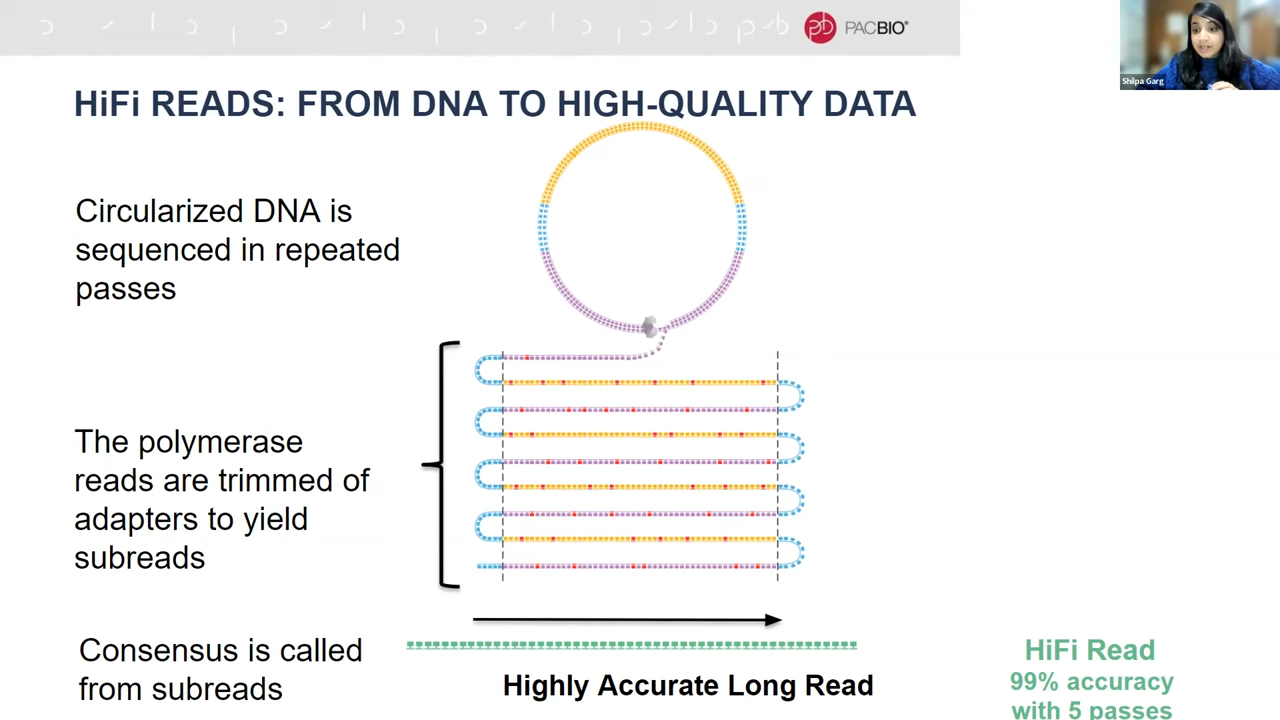 PACBIO®
Shilpa Garg
HiFi READS: FROM DNA TO HIGH-QUALITY DATA
Circularized DNA is
sequenced in repeated
passes
The polymerase
reads are trimmed of
adapters to yield
subreads
Consensus is called
from subreads
Highly Accurate Long Read
HiFi Read
99% accuracy
with 5 passes